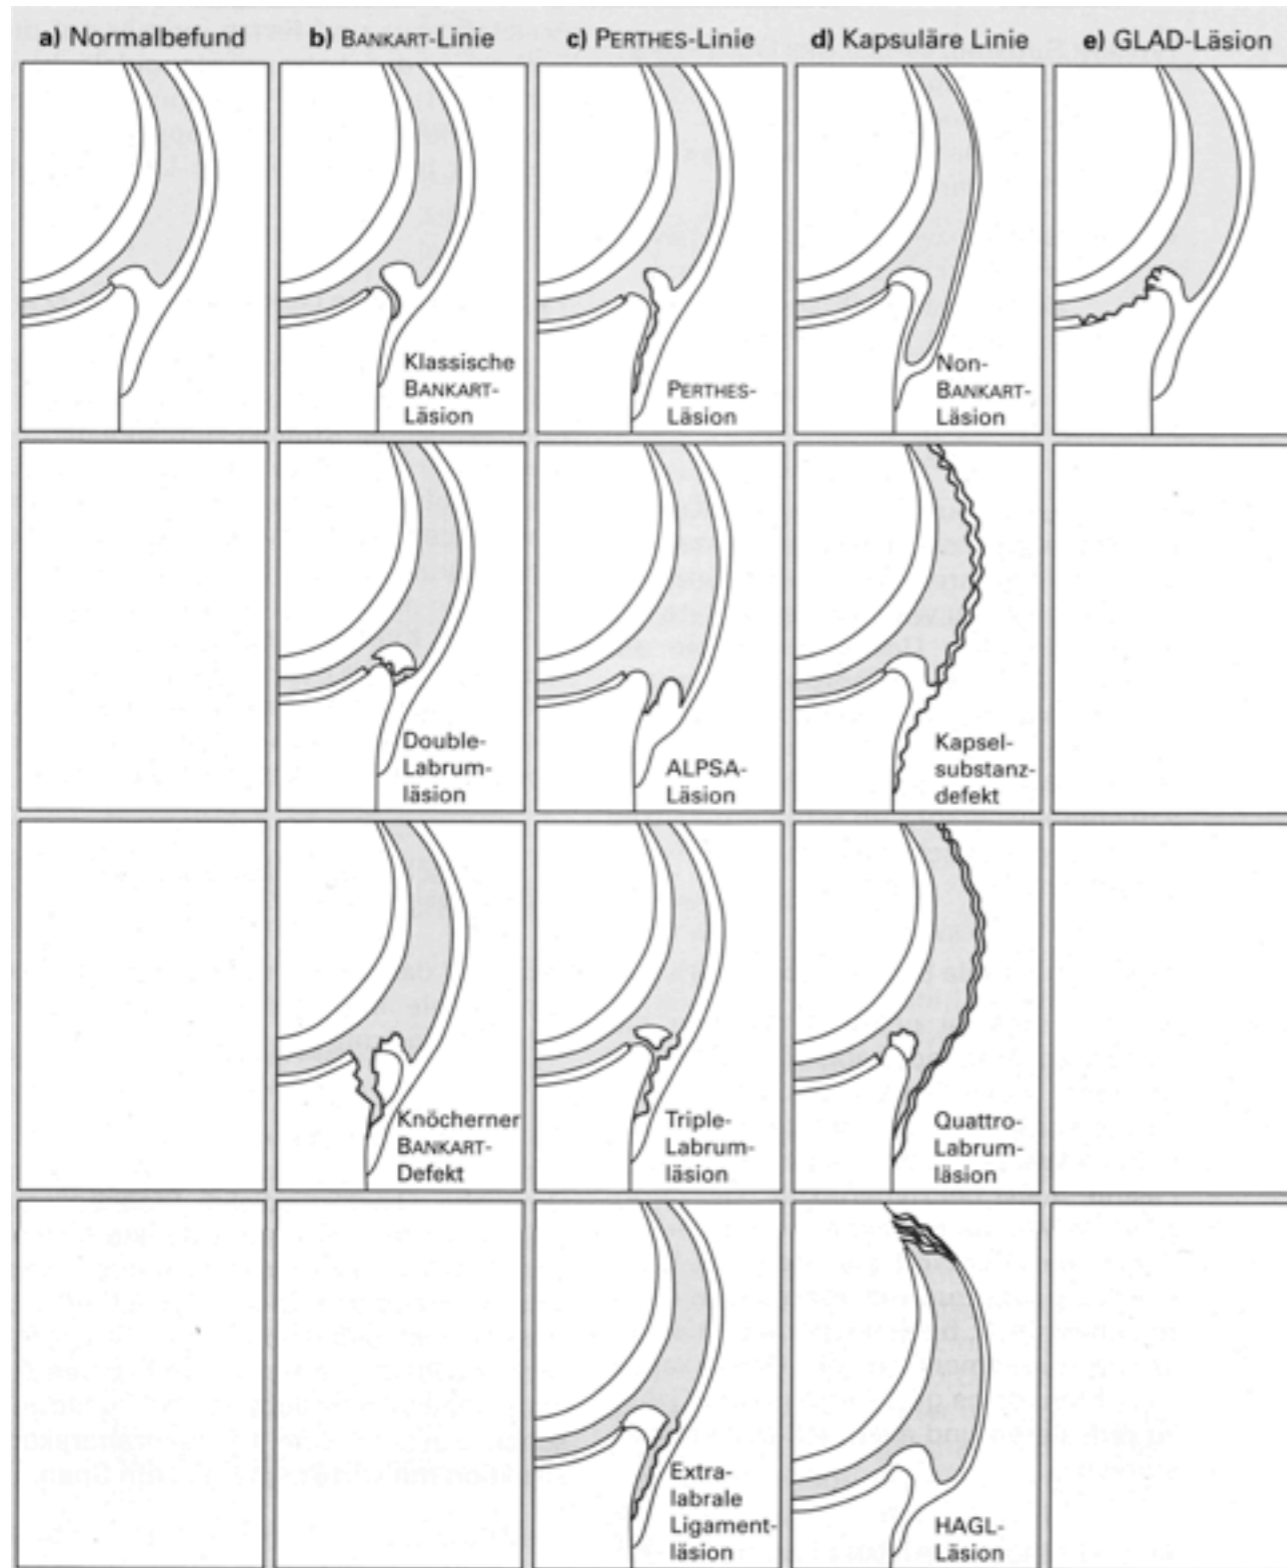 a) Normalbefund
b) BANKART-Linie
c) PERTHES-Linie
d) Kapsuläre Linie
e) GLAD-Läsion
Klassische
BANKART-
Läsion
PERTHES-
Läsion
Non-
BANKART-
Läsion
Double-
Labrum-
läsion
ALPSA-
Läsion
Kapsel-
substanz-
defekt
Knöcherner
BANKART-
Defekt
Triple-
Labrum-
läsion
Quattro-
Labrum-
läsion
Extra-
labrale
Ligament-
läsion
HAGL-
Läsion